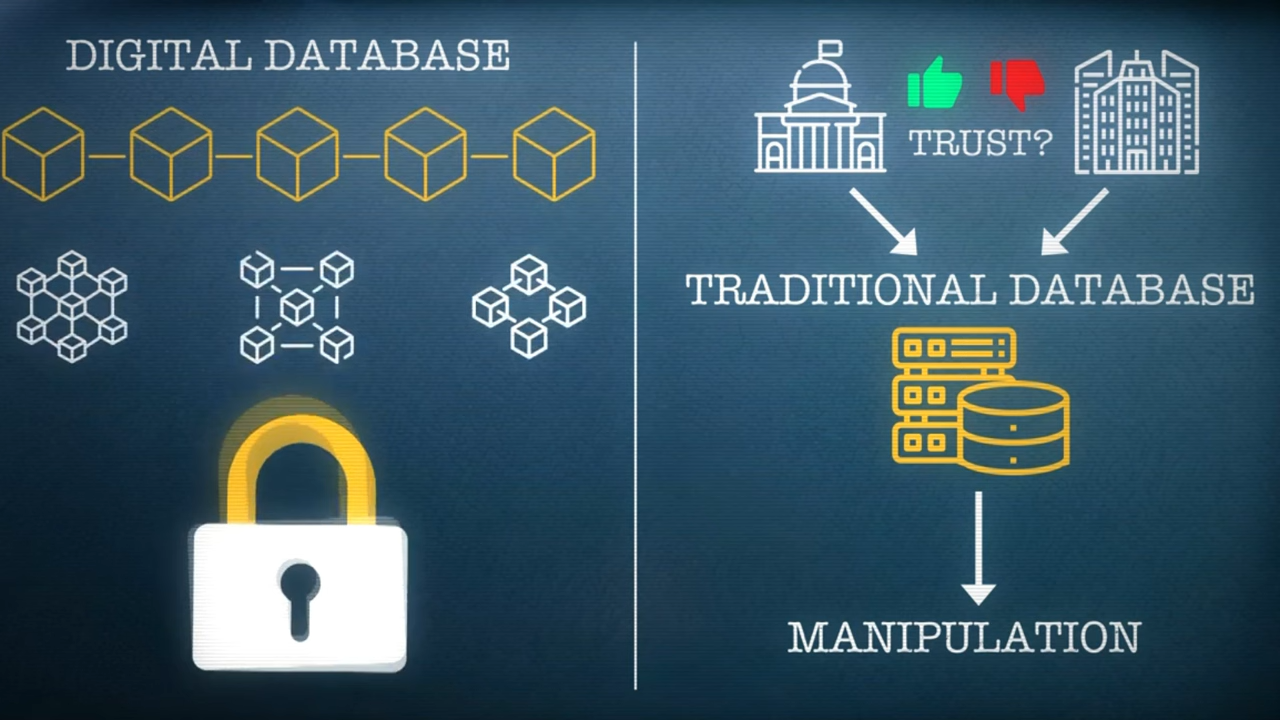 DIGITAL DATABASE
TRUST?
TRADITIONAL DATABASE
MANIPULATION